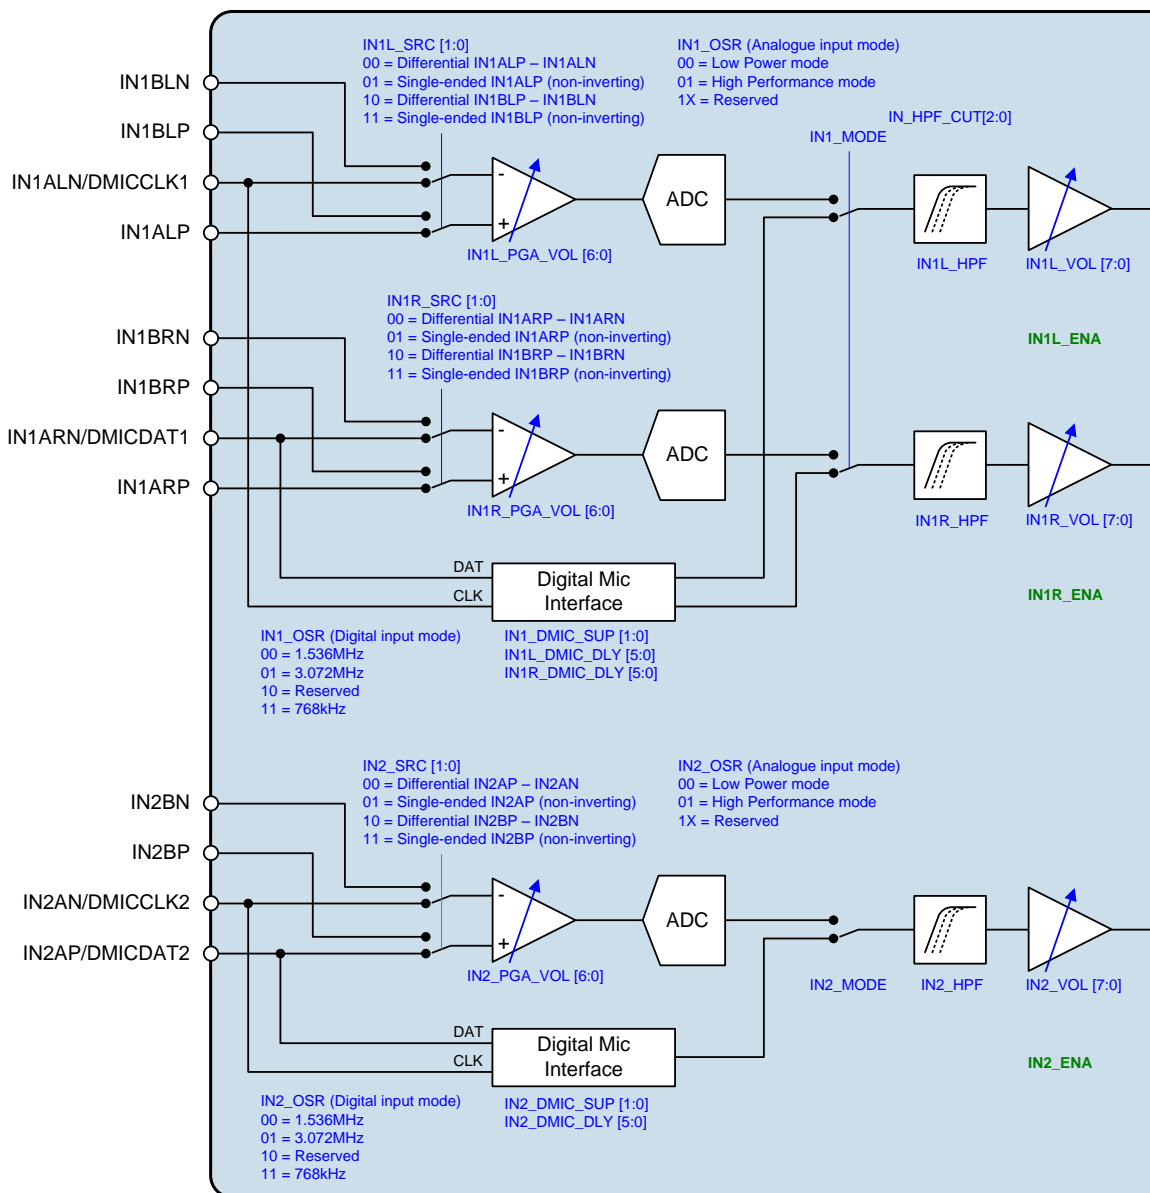 IN1L_SRC [1:0]
00 = Differential IN1ALP – IN1ALN
01 = Single-ended IN1ALP (non-inverting)
10 = Differential IN1BLP – IN1BLN
11 = Single-ended IN1BLP (non-inverting)
IN1_OSR (Analogue input mode)
00 = Low Power mode
01 = High Performance mode
1X = Reserved
IN_HPF_CUT[2:0]
IN1_MODE
IN1BLN
IN1BLP
IN1ALN/DMICCLK1
IN1ALP
-
+
ADC
IN1L_PGA_VOL [6:0]
IN1L_HPF
IN1L_VOL [7:0]
IN1R_SRC [1:0]
00 = Differential IN1ARP – IN1ARN
01 = Single-ended IN1ARP (non-inverting)
10 = Differential IN1BRP – IN1BRN
11 = Single-ended IN1BRP (non-inverting)
IN1L_ENA
IN1BRN
IN1BRP
IN1ARN/DMICDAT1
IN1ARP
-
+
ADC
IN1R_PGA_VOL [6:0]
IN1R_HPF
IN1R_VOL [7:0]
DAT
CLK
Digital Mic
Interface
IN1R_ENA
IN1_OSR (Digital input mode)
00 = 1.536MHz
01 = 3.072MHz
10 = Reserved
11 = 768kHz
IN1_DMIC_SUP [1:0]
IN1L_DMIC_DLY [5:0]
IN1R_DMIC_DLY [5:0]
IN2_SRC [1:0]
00 = Differential IN2AP – IN2AN
01 = Single-ended IN2AP (non-inverting)
10 = Differential IN2BP – IN2BN
11 = Single-ended IN2BP (non-inverting)
IN2_OSR (Analogue input mode)
00 = Low Power mode
01 = High Performance mode
1X = Reserved
IN2BN
IN2BP
IN2AN/DMICCLK2
IN2AP/DMICDAT2
-
+
ADC
IN2_PGA_VOL [6:0]
IN2_MODE
IN2_HPF
IN2_VOL [7:0]
DAT
CLK
Digital Mic
Interface
IN2_ENA
IN2_OSR (Digital input mode)
00 = 1.536MHz
01 = 3.072MHz
10 = Reserved
11 = 768kHz
IN2_DMIC_SUP [1:0]
IN2_DMIC_DLY [5:0]